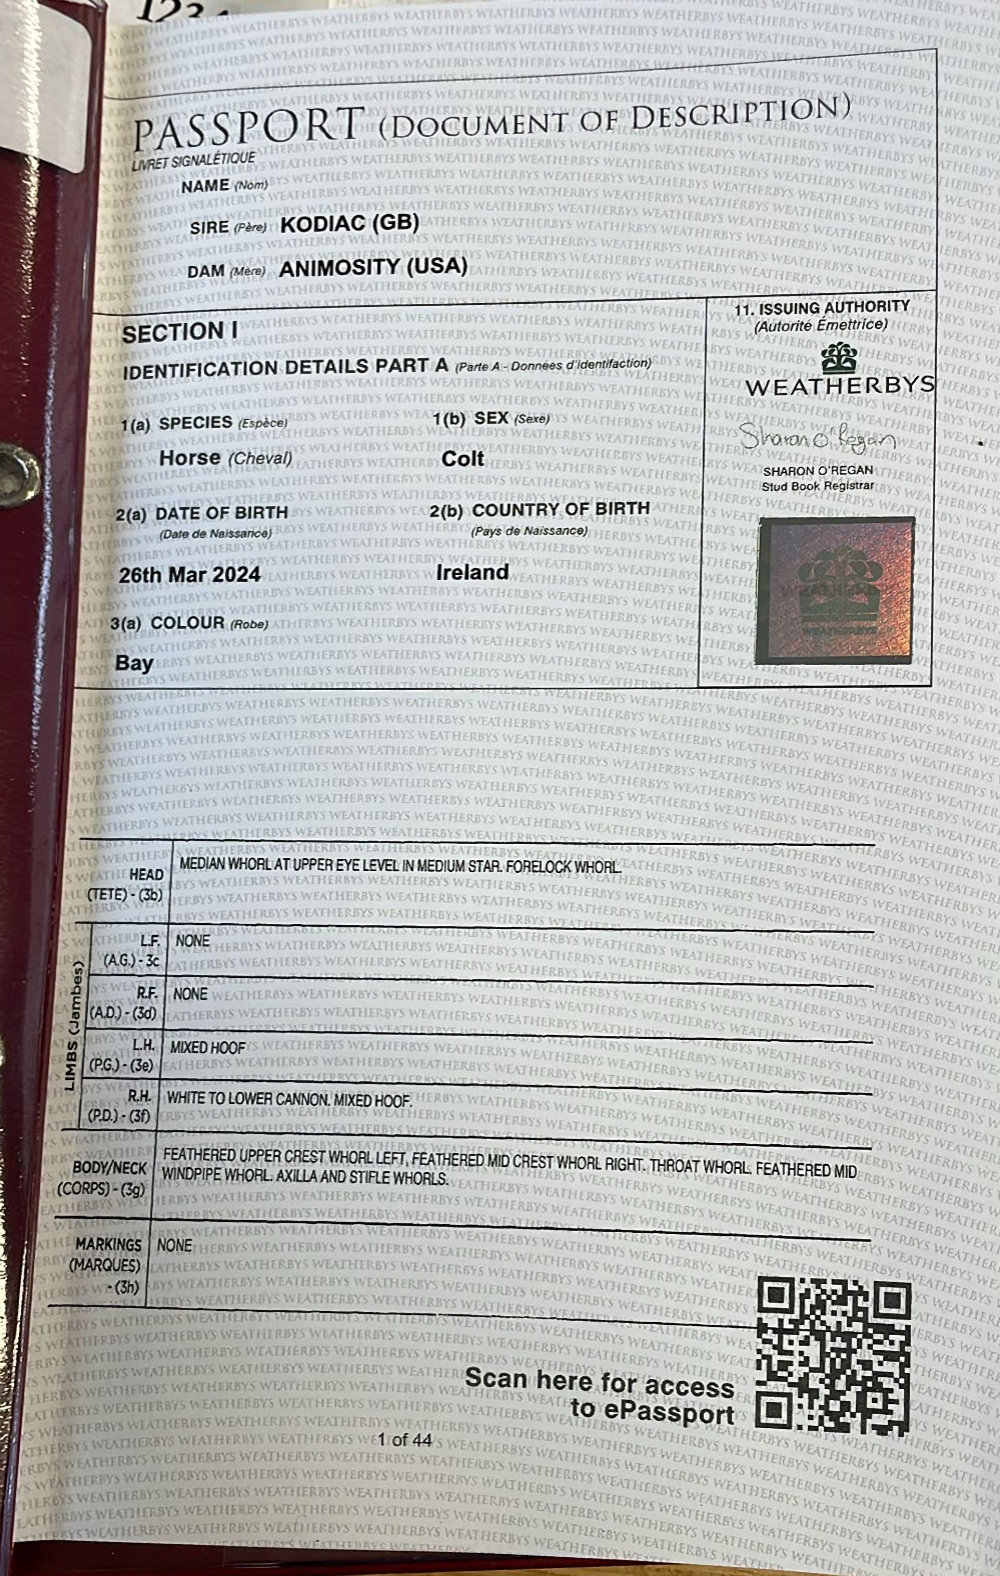 PASSPORT (DOCUMENT OF DESCRIPTION)
LIVRET SIGNALÉTIQUE
NAME (Nom)
SIRE (Père) KODIAC (GB)
DAM (Mère) ANIMOSITY (USA)
SECTION I
IDENTIFICATION DETAILS PART A (Parte A - Données d'identifaction)
1(a) SPECIES (Espèce)
1(b) SEX (Sexe)
Horse (Cheval)
Colt
2(a) DATE OF BIRTH
(Date de Naissance)
2(b) COUNTRY OF BIRTH
(Pays de Naissance)
26th Mar 2024
Ireland
3(a) COLOUR (Robe)
Bay
11. ISSUING AUTHORITY
(Autorité Émettrice)
WEATHERBYS
Sharon O'Regan
SHARON O'REGAN
Stud Book Registrar
WEATHERBYS
HEAD
(TETE) - (3b)
MEDIAN WHORL AT UPPER EYE LEVEL IN MEDIUM STAR. FORELOCK WHORL.
LIMBS (Jambes)
L.F.
(A.G.) - 3c
NONE
R.F.
(A.D.) - (3d)
NONE
L.H.
(P.G.) - (3e)
MIXED HOOF
R.H.
(P.D.) - (3f)
WHITE TO LOWER CANNON. MIXED HOOF.
BODY/NECK
(CORPS) - (3g)
FEATHERED UPPER CREST WHORL LEFT, FEATHERED MID CREST WHORL RIGHT. THROAT WHORL. FEATHERED MID
WINDPIPE WHORL. AXILLA AND STIFLE WHORLS.
MARKINGS
(MARQUES)
- (3h)
NONE
Scan here for access
to ePassport
1 of 44